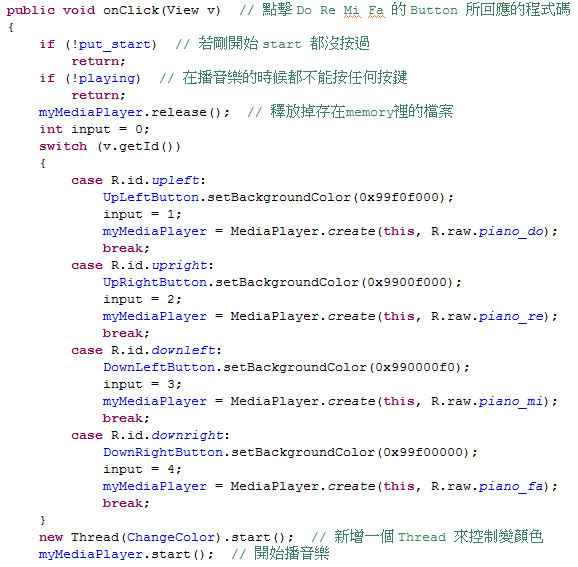 public void onClick(View v)  // 點擊 Do Re Mi Fa 的 Button 所回應的程式碼
{
    if (!put_start)  // 若剛開始 start 都沒按過
        return;
    if (!playing)  // 在播音樂的時候都不能按任何按鍵
        return;
    myMediaPlayer.release();  // 釋放掉存在memory裡的檔案
    int input = 0;
    switch (v.getId())
    {
        case R.id.upleft:
            UpLeftButton.setBackgroundColor(0x99f0f000);
            input = 1;
            myMediaPlayer = MediaPlayer.create(this, R.raw.piano_do);
            break;
        case R.id.upright:
            UpRightButton.setBackgroundColor(0x9900f000);
            input = 2;
            myMediaPlayer = MediaPlayer.create(this, R.raw.piano_re);
            break;
        case R.id.downleft:
            DownLeftButton.setBackgroundColor(0x990000f0);
            input = 3;
            myMediaPlayer = MediaPlayer.create(this, R.raw.piano_mi);
            break;
        case R.id.downright:
            DownRightButton.setBackgroundColor(0x99f00000);
            input = 4;
            myMediaPlayer = MediaPlayer.create(this, R.raw.piano_fa);
            break;
    }
    new Thread(ChangeColor).start();  // 新增一個 Thread 來控制變顏色
    myMediaPlayer.start();  // 開始播音樂